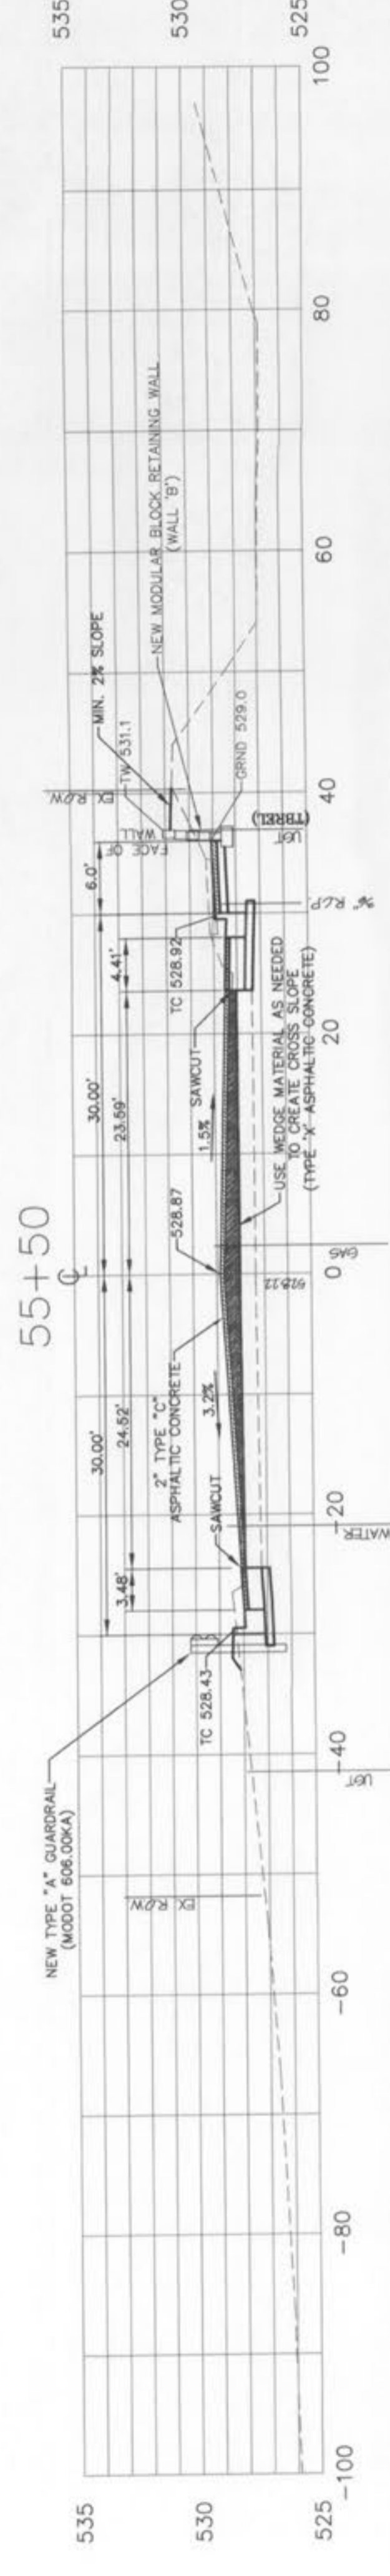 55+50
℄
535
530
525
535
530
525
-100
-80
-60
-40
-20
0
20
40
60
80
100
NEW TYPE "A" GUARDRAIL
(MODOT 606.00KA)
EX. R.O.W.
UGT
TC 528.43
3.48'
30.00'
24.52'
SAWCUT
WATER
2" TYPE "C"
ASPHALTIC CONCRETE
3.2%
528.87
GAS
30.00'
23.59'
1.5%
SAWCUT
USE WEDGE MATERIAL AS NEEDED
TO CREATE CROSS SLOPE
(TYPE 'X' ASPHALTIC CONCRETE)
4.41'
6.0'
TC 528.92
36" R.C.P.
FACE OF
WALL
UGT
(TBREL)
GRND 529.0
EX. R.O.W.
TW 531.1
MIN. 2% SLOPE
NEW MODULAR BLOCK RETAINING WALL
(WALL 'B')